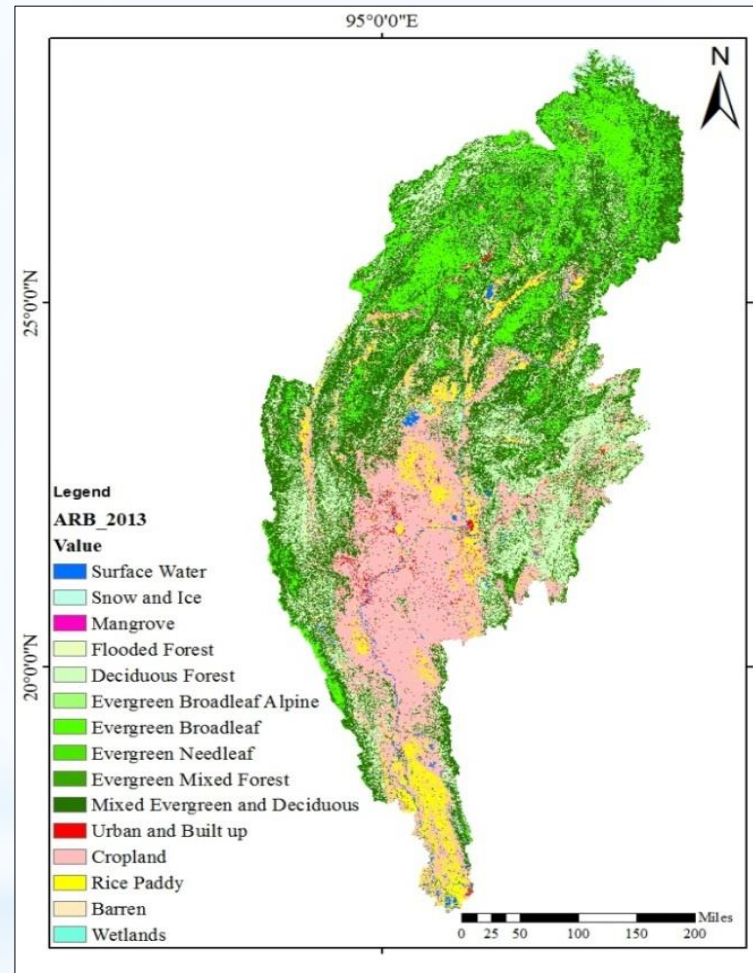 95°0'0"E
N
25°0'0"N
20°0'0"N
Legend
ARB_2013
Value
Surface Water
Snow and Ice
Mangrove
Flooded Forest
Deciduous Forest
Evergreen Broadleaf Alpine
Evergreen Broadleaf
Evergreen Needleaf
Evergreen Mixed Forest
Mixed Evergreen and Deciduous
Urban and Built up
Cropland
Rice Paddy
Barren
Wetlands
Miles
0 25 50 100 150 200